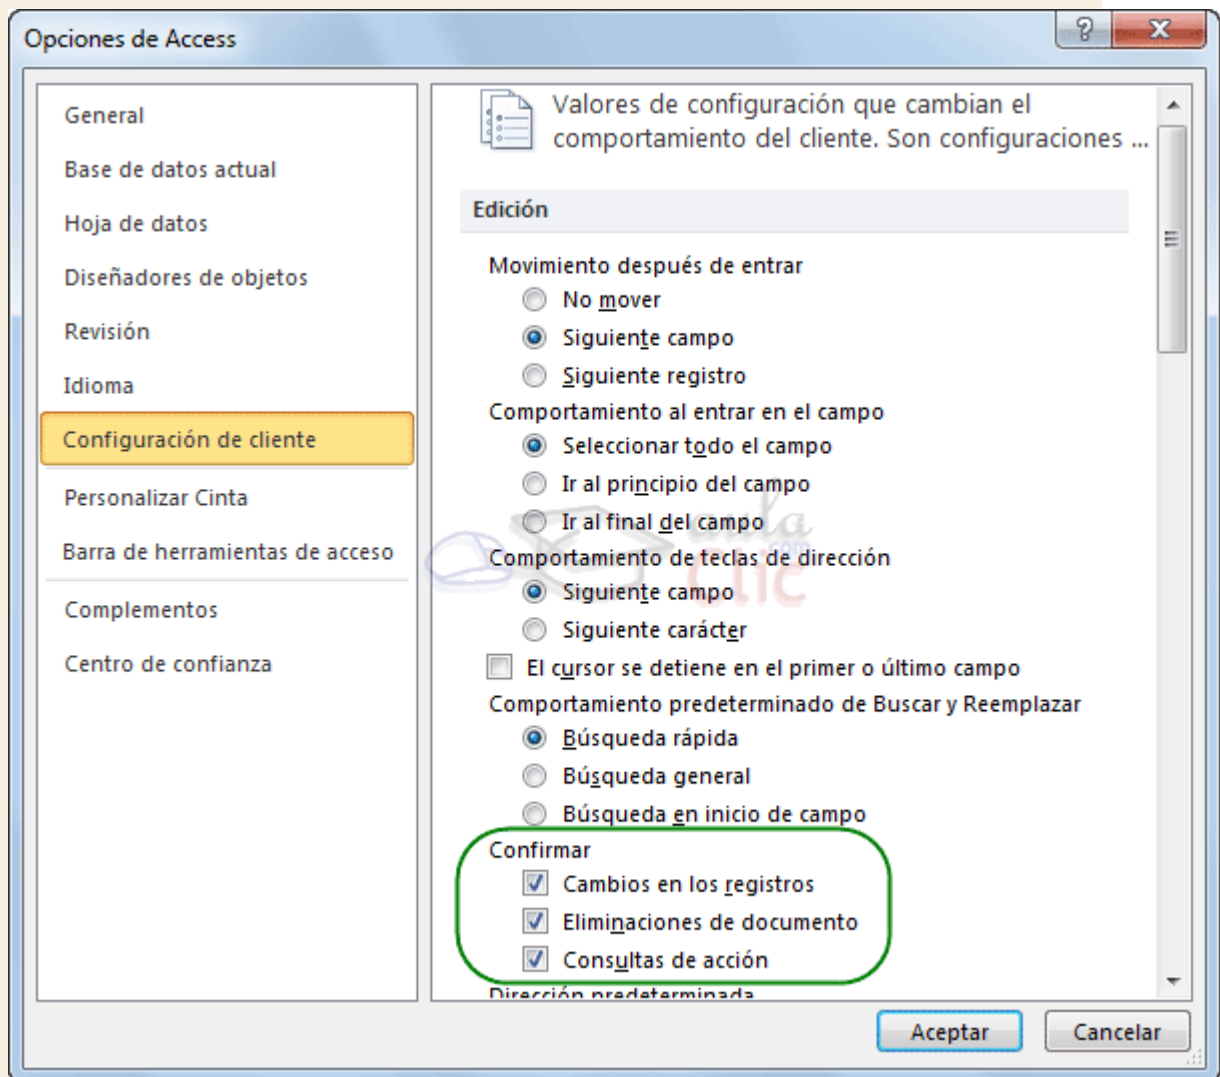 Opciones de Access
?
General
Base de datos actual
Hoja de datos
Diseñadores de objetos
Revisión
Idioma
Configuración de cliente
Personalizar Cinta
Barra de herramientas de acceso
Complementos
Centro de confianza
Valores de configuración que cambian el
comportamiento del cliente. Son configuraciones ...
Edición
Movimiento después de entrar
No mover
Siguiente campo
Siguiente registro
Comportamiento al entrar en el campo
Seleccionar todo el campo
Ir al principio del campo
Ir al final del campo
Comportamiento de teclas de dirección
Siguiente campo
Siguiente carácter
El cursor se detiene en el primer o último campo
Comportamiento predeterminado de Buscar y Reemplazar
Búsqueda rápida
Búsqueda general
Búsqueda en inicio de campo
Confirmar
Cambios en los registros
Eliminaciones de documento
Consultas de acción
Dirección predeterminada
aula
clic
.com
Aceptar
Cancelar